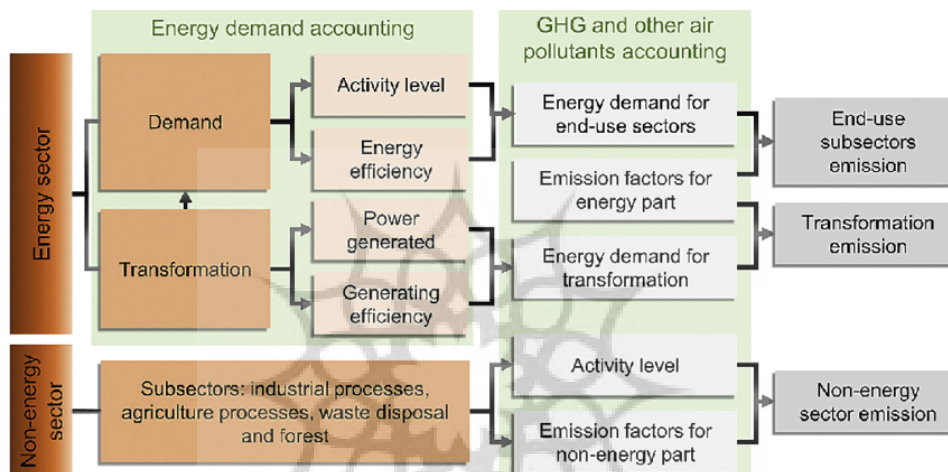 Energy demand accounting
GHG and other air
pollutants accounting
Energy sector
Demand
Activity level
Energy
efficiency
Energy demand for
end-use sectors
End-use
subsectors
emission
Emission factors for
energy part
Transformation
Power
generated
Generating
efficiency
Energy demand for
transformation
Transformation
emission
Non-energy
sector
Subsectors: industrial processes,
agriculture processes, waste disposal
and forest
Activity level
Emission factors for
non-energy part
Non-energy
sector emission